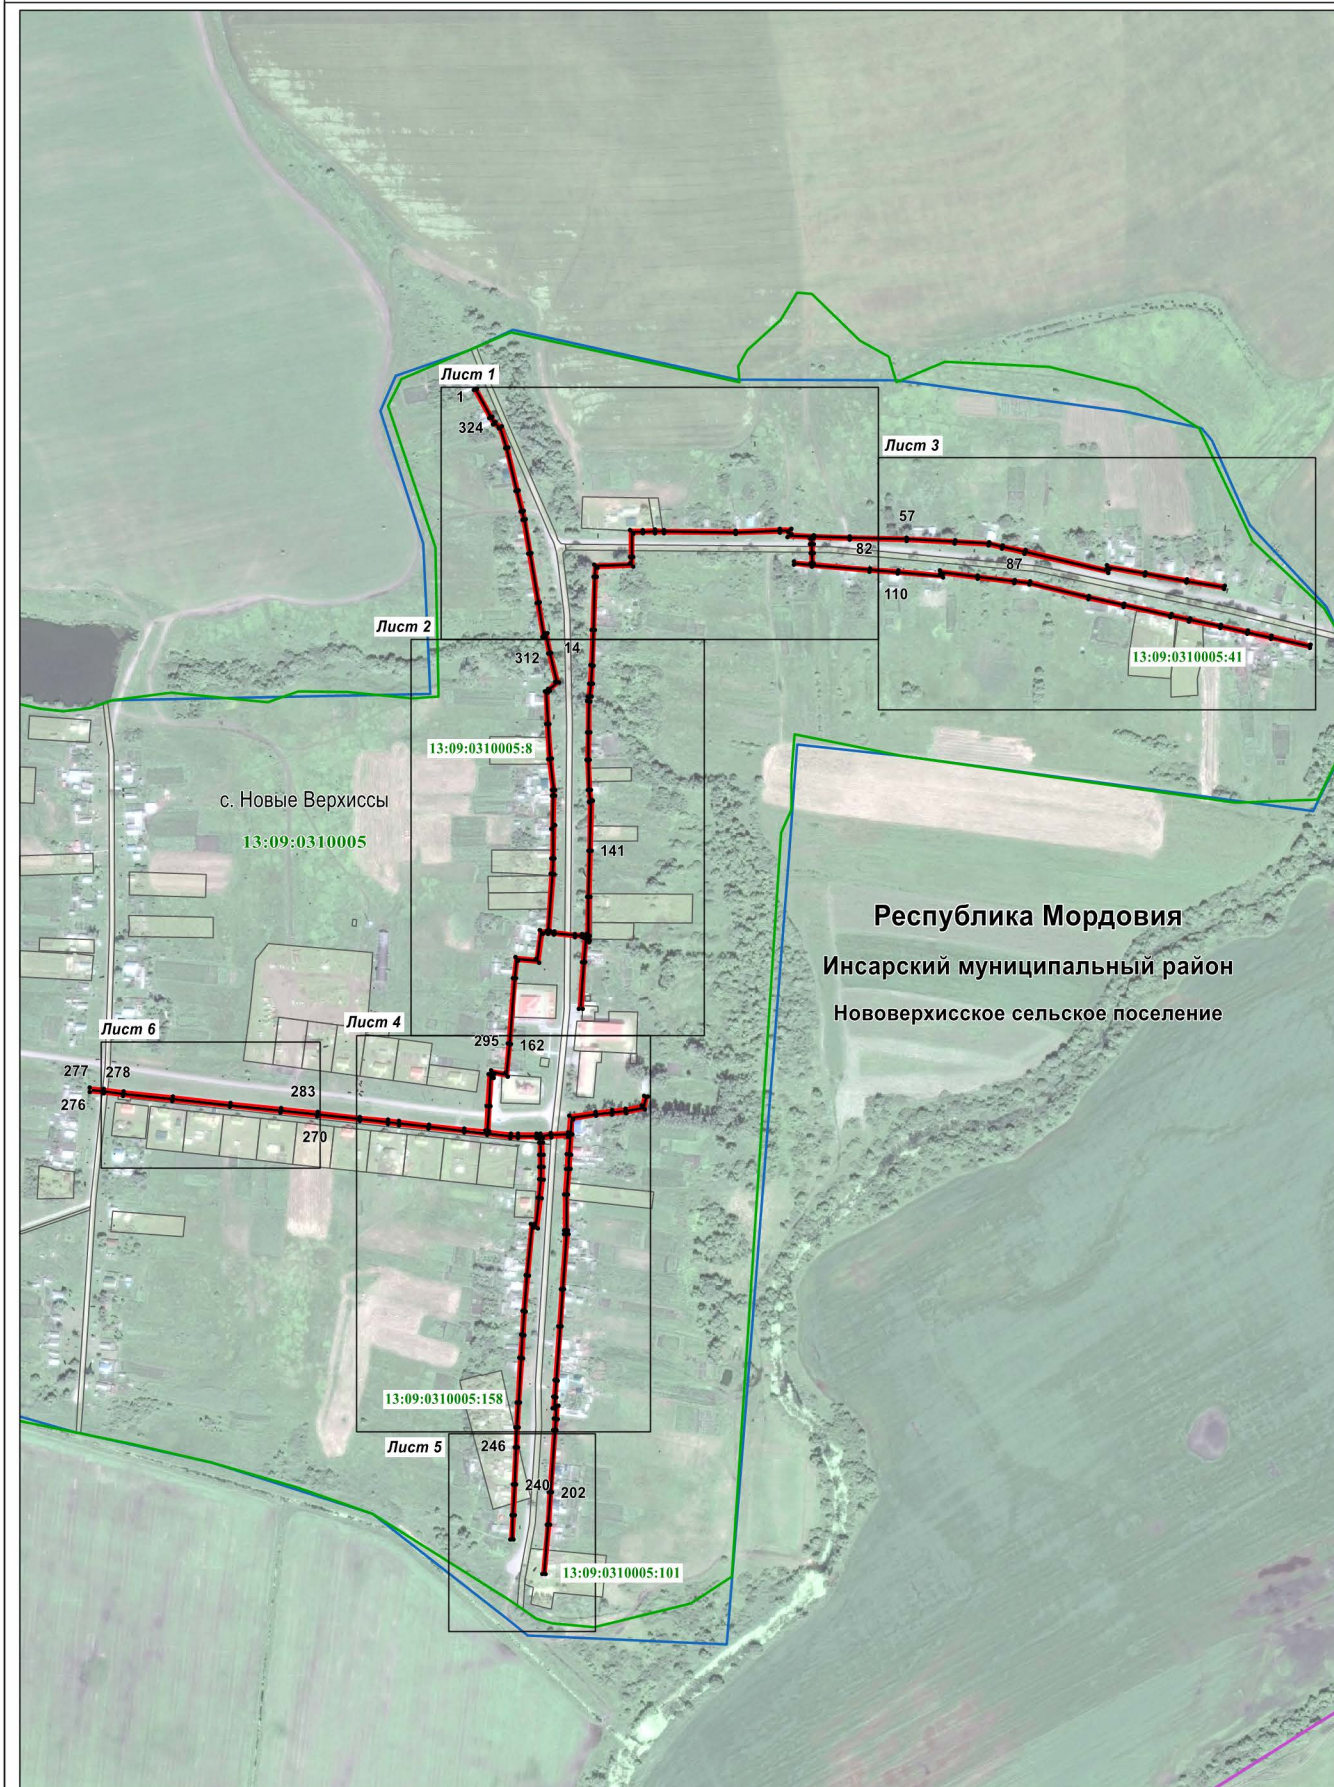 Лист 1
1
324
Лист 3
57
82
87
110
Лист 2
14
312
13:09:0310005:41
13:09:0310005:8
с. Новые Верхиссы
13:09:0310005
141
Республика Мордовия
Инсарский муниципальный район
Нововерхисское сельское поселение
Лист 6
Лист 4
295
162
277
278
283
276
270
13:09:0310005:158
Лист 5
246
240
202
13:09:0310005:101